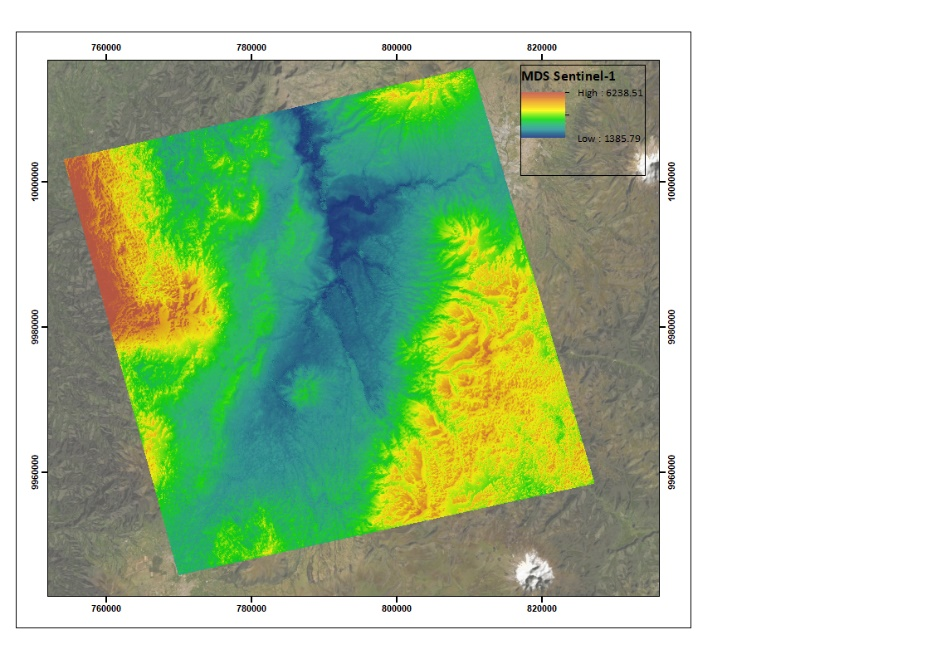 760000 780000 800000 820000
MDS Sentinel-1
High : 6238.51
Low : 1385.79
10000000 10000000
9980000 9980000
9960000 9960000
760000 780000 800000 820000